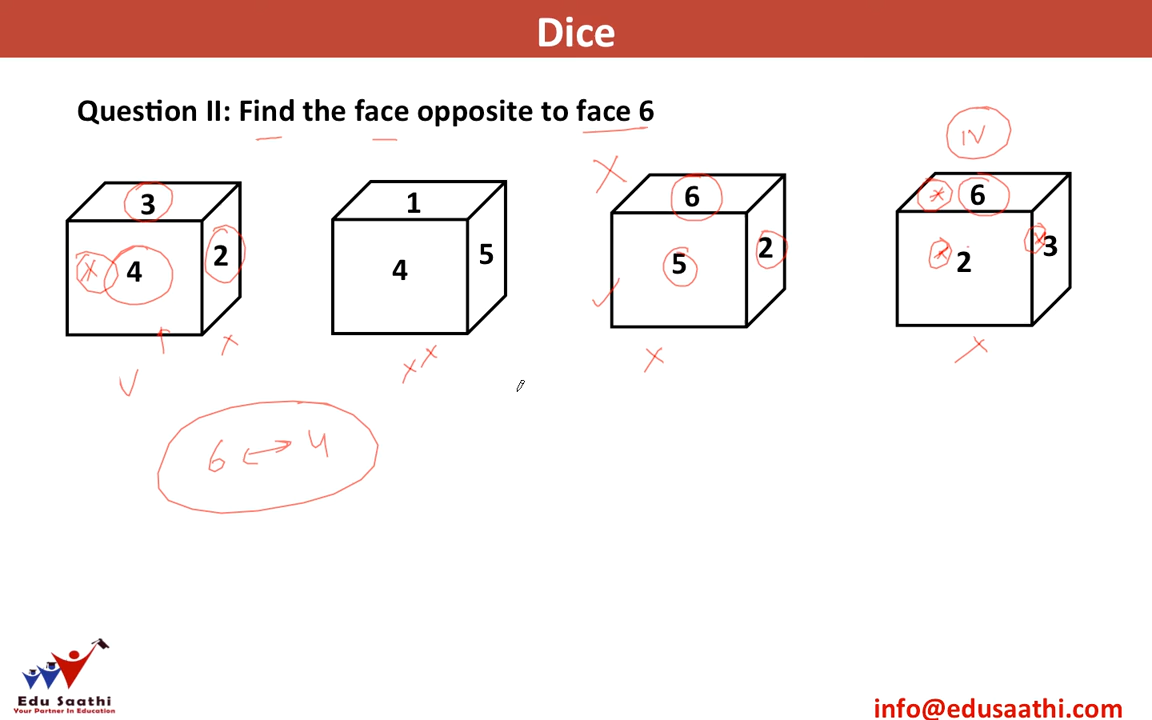 Dice
Question II: Find the face opposite to face 6
IV
3
4
2
1
4
5
6
5
2
6
2
3
6 ↔ 4
Edu Saathi
Your Partner In Education
info@edusaathi.com